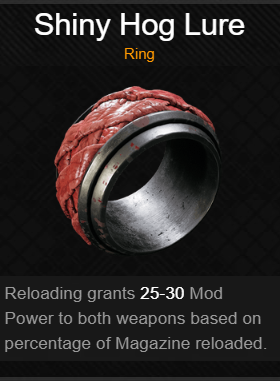 Shiny Hog Lure
Ring
Reloading grants 25-30 Mod
Power to both weapons based on
percentage of Magazine reloaded.